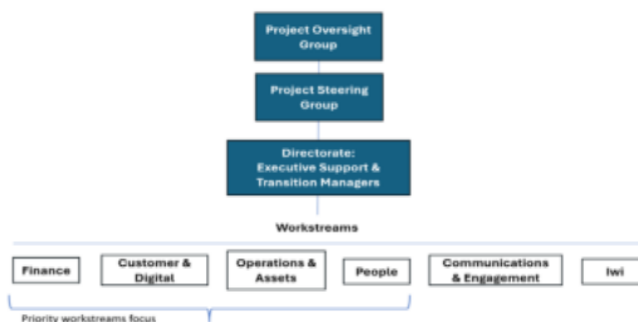 Project Oversight
Group
Project Steering
Group
Directorate:
Executive Support &
Transition Managers
Workstreams
Finance
Customer &
Digital
Operations &
Assets
People
Communications
& Engagement
Iwi
Priority workstreams focus